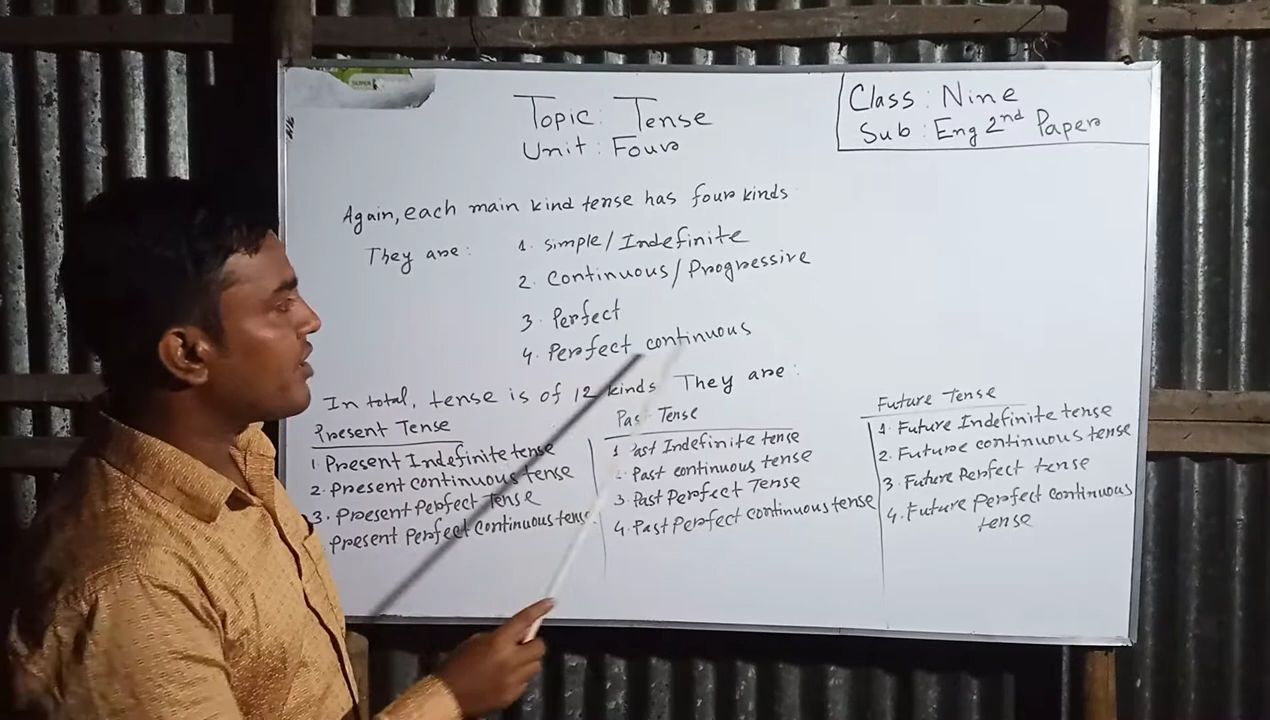 Topic: Tense
Unit: Four
Class: Nine
Sub: Eng 2nd Paper
Again, each main kind tense has four kinds
They are:
1. Simple/Indefinite
2. Continuous/Progressive
3. Perfect
4. Perfect continuous
In total, tense is of 12 kinds They are:
Present Tense
1. Present Indefinite tense
2. Present continuous tense
3. Present Perfect Tense
Present Perfect continuous tense
Past Tense
1 Past Indefinite tense
2. Past continuous tense
3. Past Perfect Tense
4. Past Perfect continuous tense
Future Tense
1. Future Indefinite tense
2. Future continuous tense
3. Future Perfect tense
4. Future Perfect continuous
tense